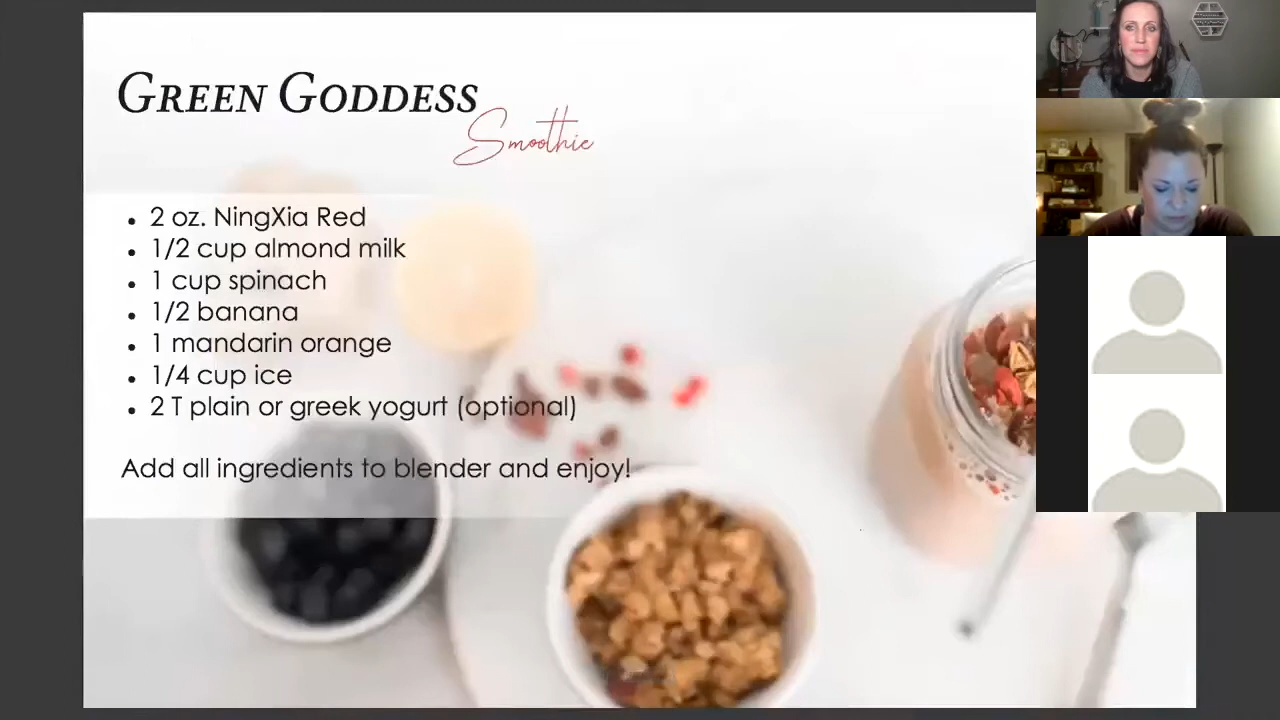 GREEN GODDESS
Smoothie
• 2 oz. NingXia Red
• 1/2 cup almond milk
• 1 cup spinach
• 1/2 banana
• 1 mandarin orange
• 1/4 cup ice
• 2 T plain or greek yogurt (optional)
Add all ingredients to blender and enjoy!